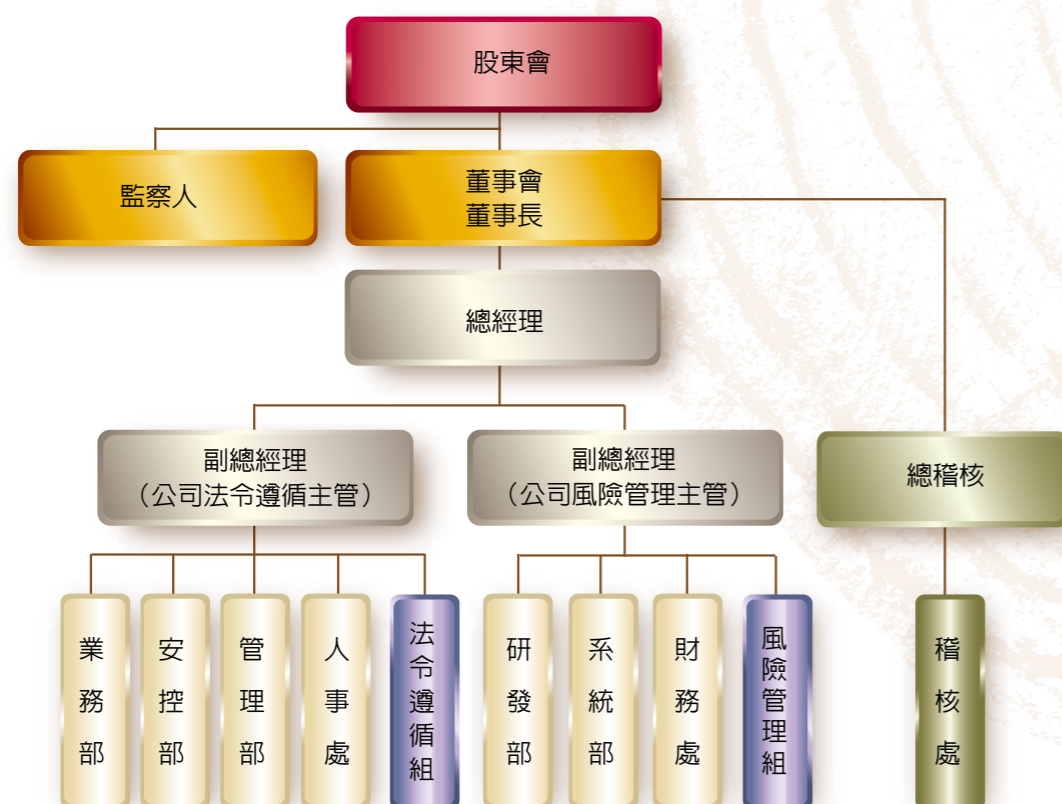 股東會
監察人
董事會
董事長
總經理
副總經理
（公司法令遵循主管）
副總經理
（公司風險管理主管）
總稽核
業務部
安控部
管理部
人事處
法令遵循組
研發部
系統部
財務處
風險管理組
稽核處